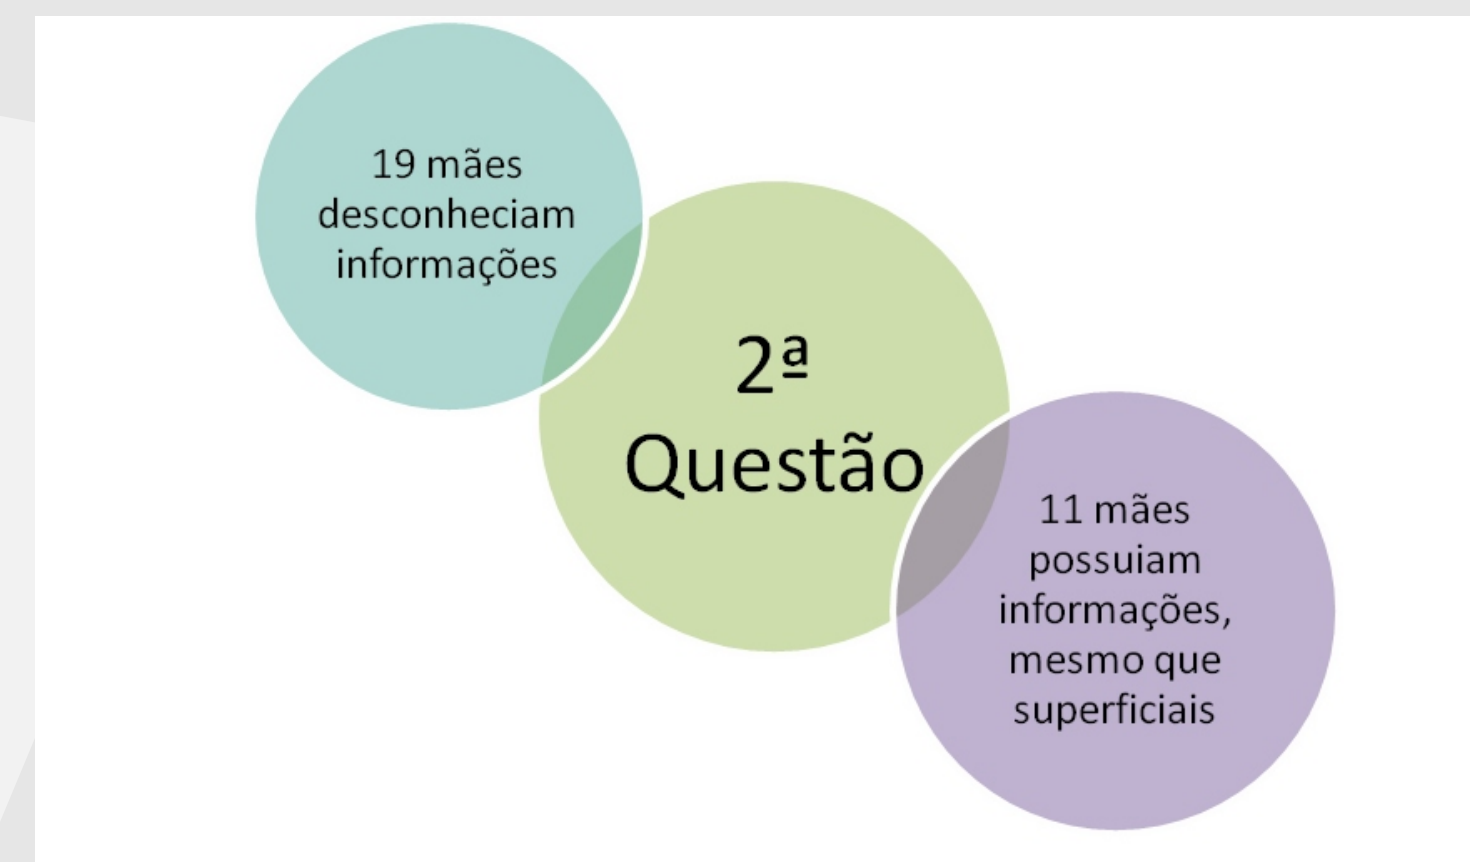 19 mães
desconheciam
informações
2ª
Questão
11 mães
possuiam
informações,
mesmo que
superficiais